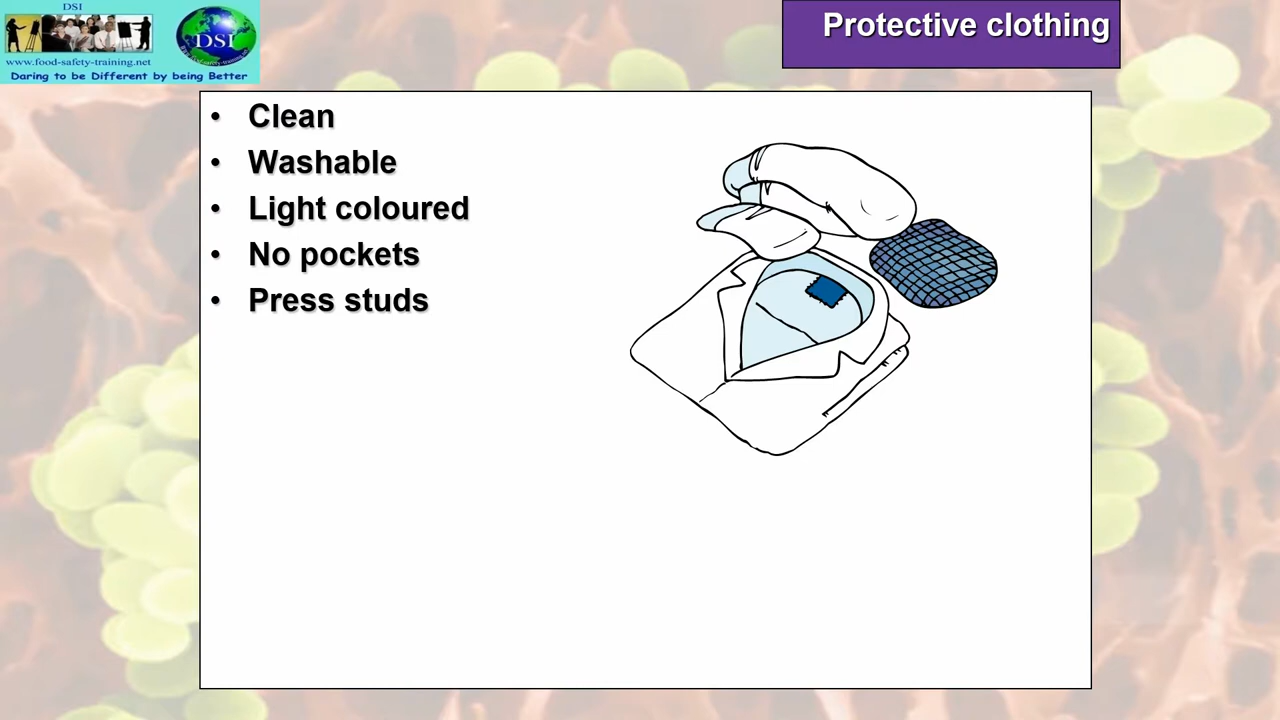 DSI
DSI
www.food-safety-training.net
Daring to be Different by being Better
Protective clothing
• Clean
• Washable
• Light coloured
• No pockets
• Press studs